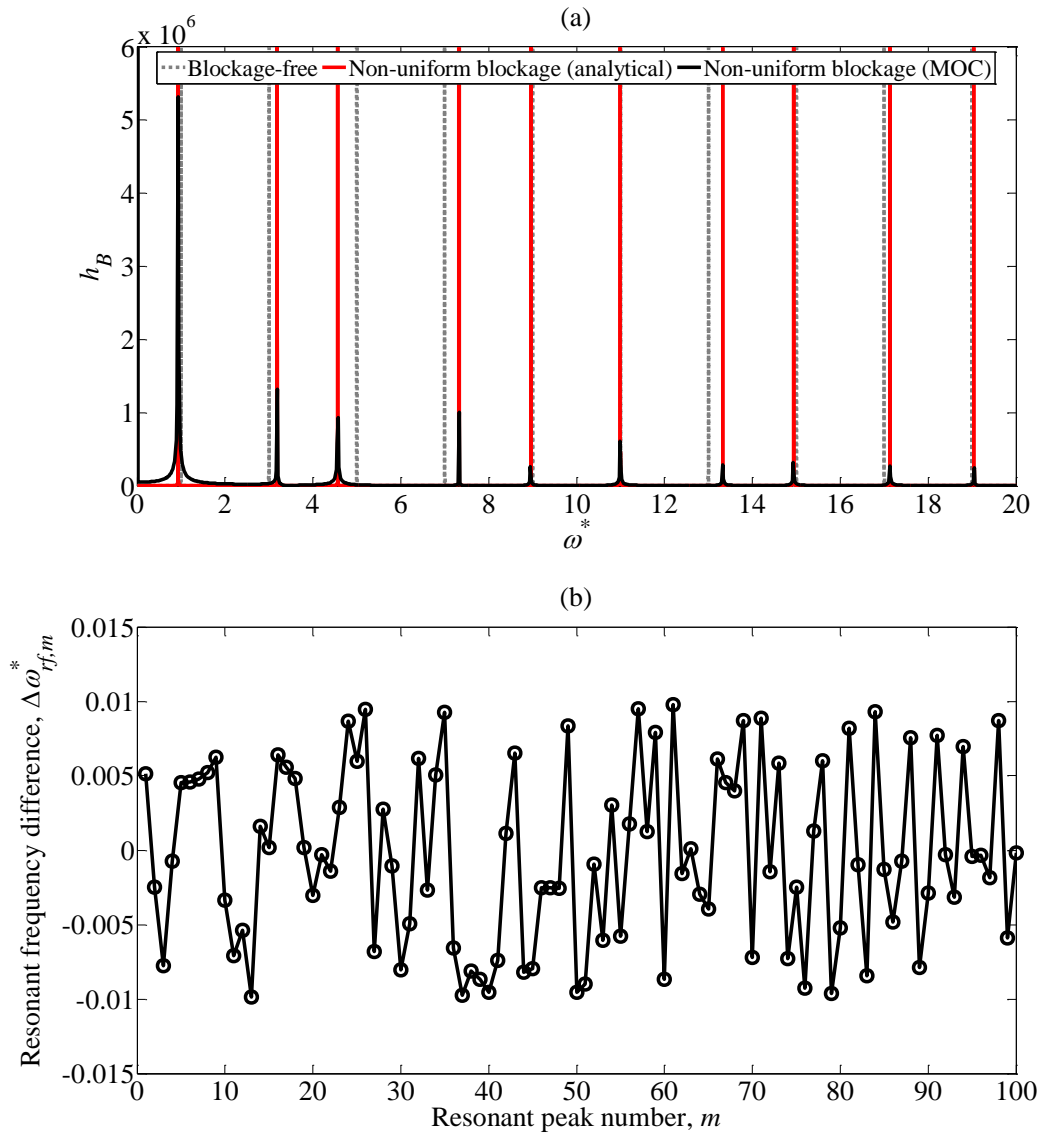 (a)
x 10^6
Blockage-free Non-uniform blockage (analytical) Non-uniform blockage (MOC)
6
5
4
3
2
1
0
h_B
0 2 4 6 8 10 12 14 16 18 20
ω*
(b)
0.015
0.01
0.005
0
-0.005
-0.01
-0.015
Resonant frequency difference, Δω*_rf,m
0 10 20 30 40 50 60 70 80 90 100
Resonant peak number, m